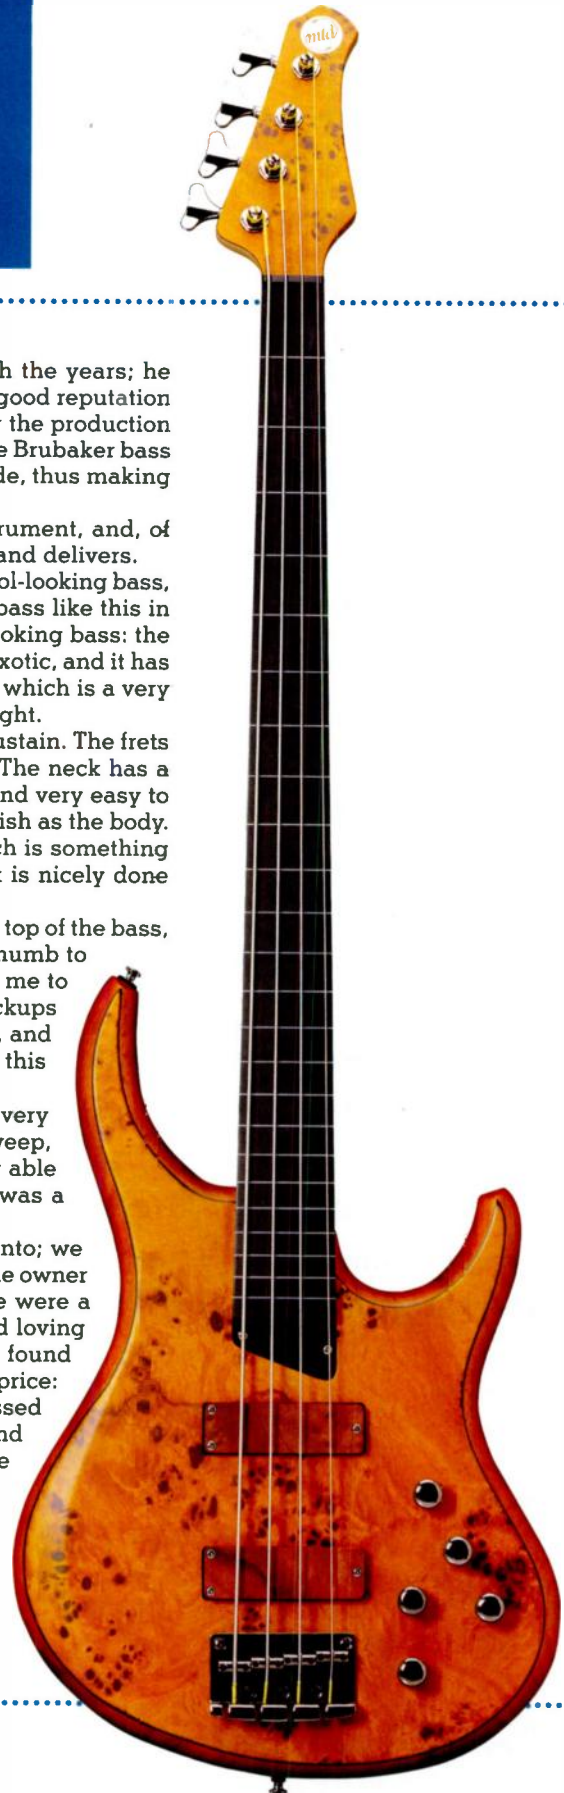 h the years; he
good reputation
the production
e Brubaker bass
de, thus making
rument, and, of
and delivers.
ol-looking bass,
bass like this in
ooking bass: the
xotic, and it has
which is a very
ght.
ustain. The frets
The neck has a
nd very easy to
ish as the body.
ch is something
is nicely done
top of the bass,
humb to
me to
ckups
, and
this
very
weep,
able
was a
nto; we
e owner
e were a
d loving
found
price:
ssed
nd
e